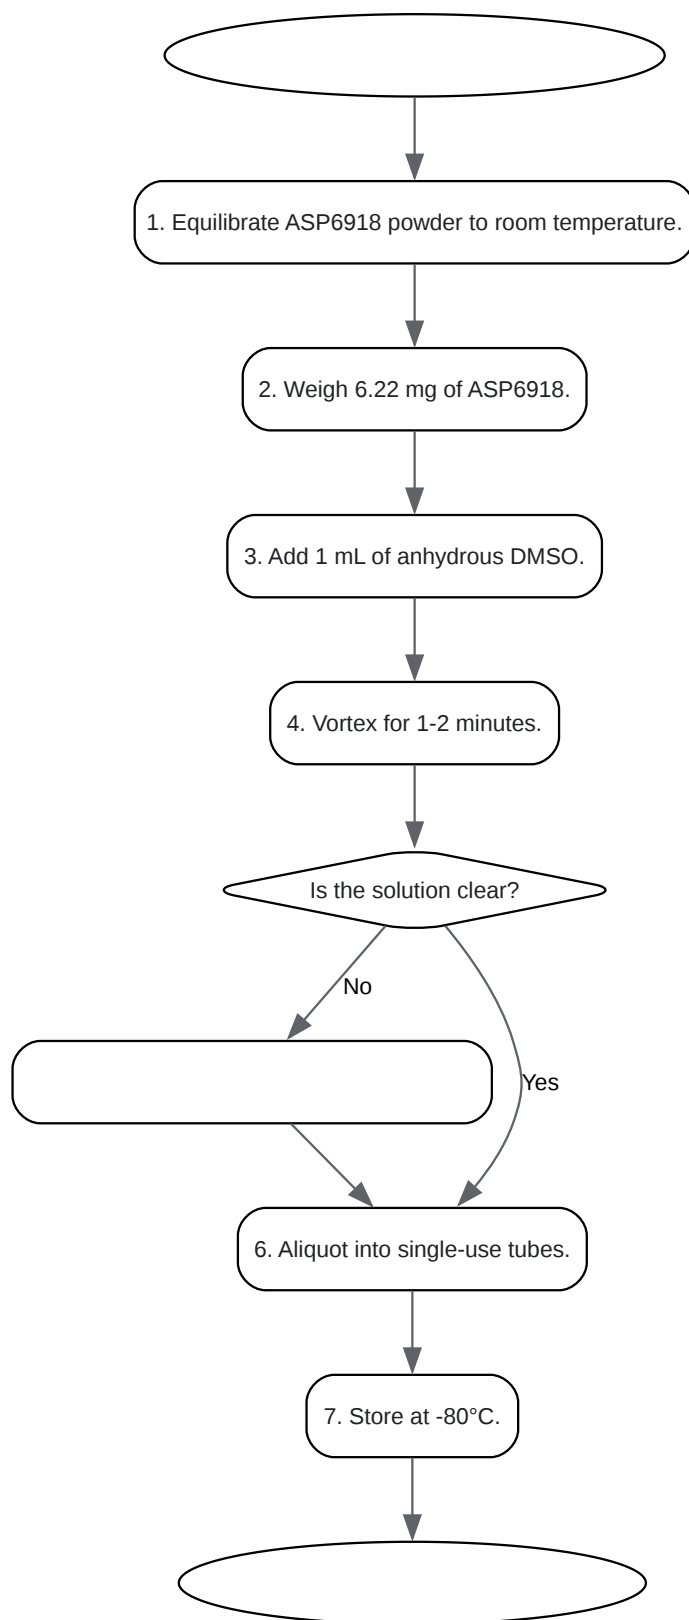 1. Equilibrate ASP6918 powder to room temperature.
2. Weigh 6.22 mg of ASP6918.
3. Add 1 mL of anhydrous DMSO.
4. Vortex for 1-2 minutes.
Is the solution clear?
No
Yes
6. Aliquot into single-use tubes.
7. Store at -80°C.